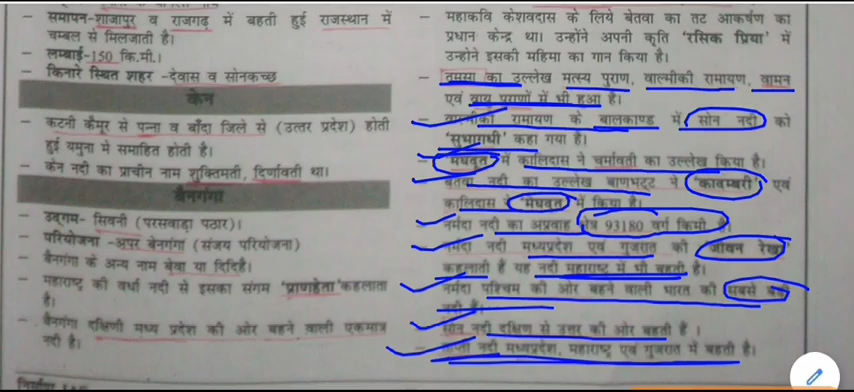 समापन-शाजापुर व राजगढ़ में बहती हुई राजस्थान में
चम्बल से मिलजाती है।
लम्बाई-150 कि.मी.।
किनारे स्थित शहर -देवास व सोनकच्छ
केन
कटनी कैमूर से पन्ना व बाँदा जिले से (उत्तर प्रदेश) होती
हुई यमुना में समाहित होती है।
केन नदी का प्राचीन नाम शुक्तिमती, दिर्णावती था।
बैनगंगा
उद्गम- सिवनी (परसवाड़ा पठार)।
परियोजना -अपर बेनगंगा (संजय परियोजना)
बैनगंगा के अन्य नाम बेवा या दिदिहै।
महाराष्ट्र की वर्धा नदी से इसका संगम 'प्राणहेता'कहलाता
है।
बैनगंगा दक्षिणी मध्य प्रदेश की ओर बहने वाली एकमात्र
नदी है।
महाकवि केशवदास के लिये बेतवा का तट आकर्षण का
प्रधान केन्द्र था। उन्होंने अपनी कृति 'रसिक प्रिया' में
उन्होने इसकी महिमा का गान किया है।
तमसा का उल्लेख मत्स्य पुराण, वाल्मीकी रामायण, वामन
एवं वायु पुराणों में भी हुआ है।
वाल्मीकी रामायण के बालकाण्ड में सोन नदी को
'सुभागधी' कहा गया है।
'मेघदूत' में कालिदास ने चर्मावती का उल्लेख किया है।
बेतवा नदी का उल्लेख बाणभट्ट ने 'कादम्बरी' एवं
कालिदास ने 'मेघदूत' में किया है।
नर्मदा नदी का अप्रवाह क्षेत्र 93180 वर्ग किमी है।
नर्मदा नदी मध्यप्रदेश एवं गुजरात की 'जीवन रेखा'
कहलाती है यह नदी महाराष्ट्र में भी बहती है।
नर्मदा पश्चिम की ओर बहने वाली भारत की सबसे बड़ी
नदी है।
सोन नदी दक्षिण से उत्तर की ओर बहती है ।
ताप्ती नदी मध्यप्रदेश, महाराष्ट्र एवं गुजरात में बहती है।